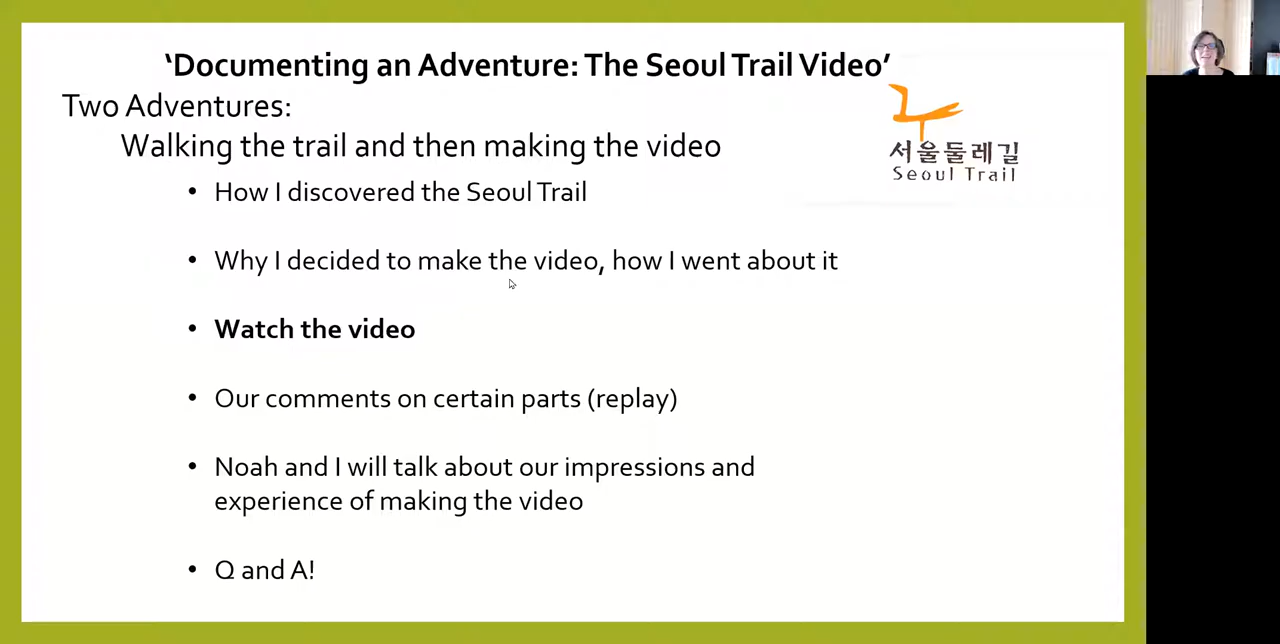 ‘Documenting an Adventure: The Seoul Trail Video’
Two Adventures:
Walking the trail and then making the video
서울둘레길
Seoul Trail
• How I discovered the Seoul Trail
• Why I decided to make the video, how I went about it
• Watch the video
• Our comments on certain parts (replay)
• Noah and I will talk about our impressions and
experience of making the video
• Q and A!